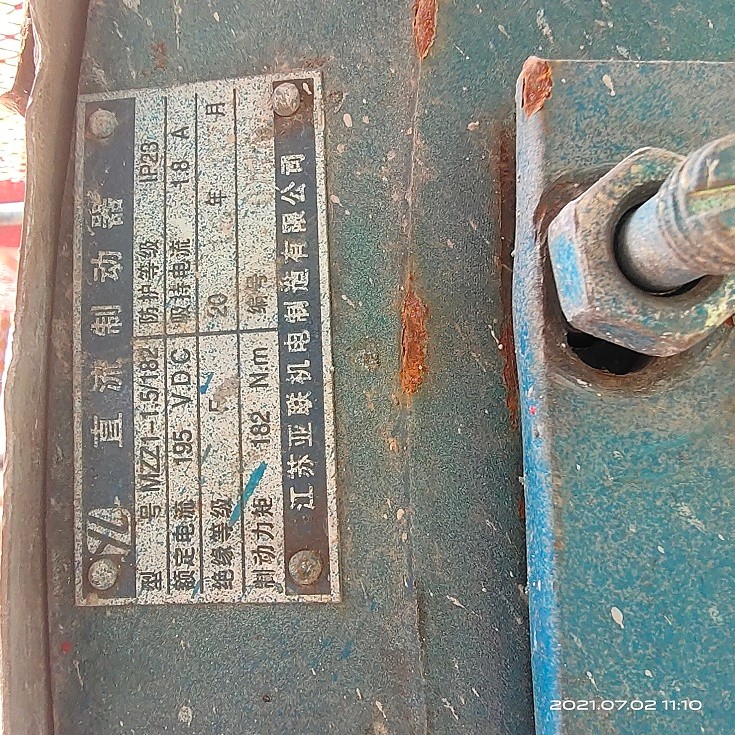 直流制动器
型号 MZZ1-1.5/182 防护等级 IP23
额定电流 195 V·D.C 吸持电流 1.8 A
绝缘等级 F 20 年 月
制动力矩 182 N.m 编号
江苏亚联机电制造有限公司
2021.07.02 11:10